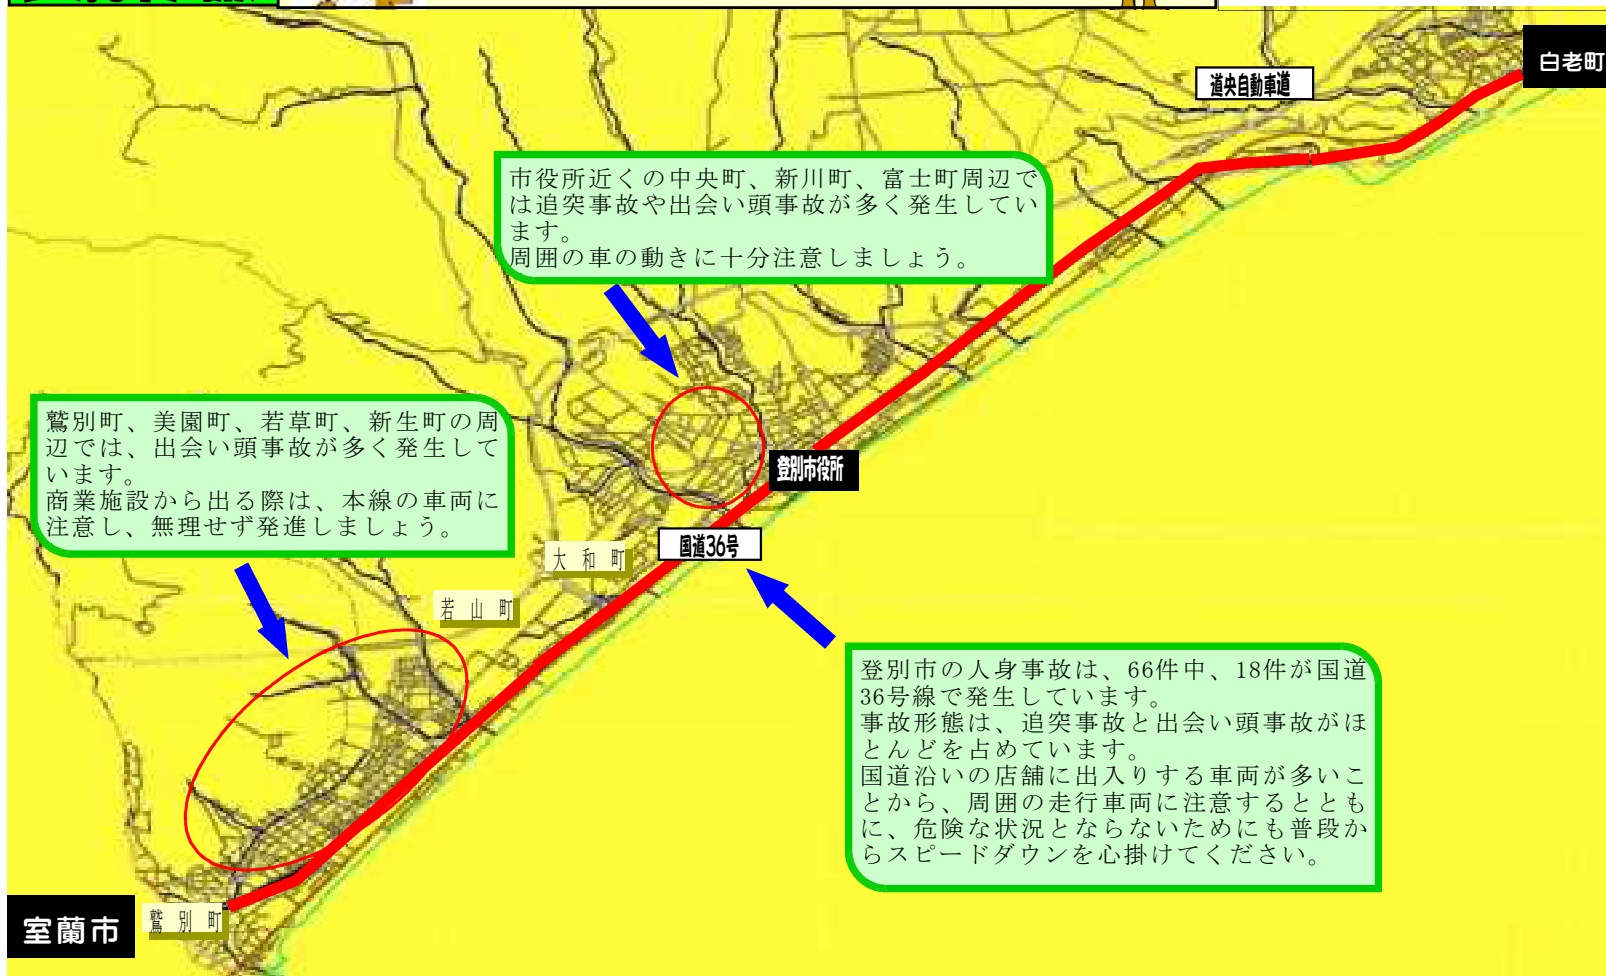 白老町
道央自動車道
市役所近くの中央町、新川町、富士町周辺で
は追突事故や出会い頭事故が多く発生してい
ます。
周囲の車の動きに十分注意しましょう。
鷲別町、美園町、若草町、新生町の周
辺では、出会い頭事故が多く発生して
います。
商業施設から出る際は、本線の車両に
注意し、無理せず発進しましょう。
登別市役所
国道36号
大和町
若山町
登別市の人身事故は、66件中、18件が国道
36号線で発生しています。
事故形態は、追突事故と出会い頭事故がほ
とんどを占めています。
国道沿いの店舗に出入りする車両が多いこ
とから、周囲の走行車両に注意するととも
に、危険な状況とならないためにも普段か
らスピードダウンを心掛けてください。
室蘭市
鷲別町